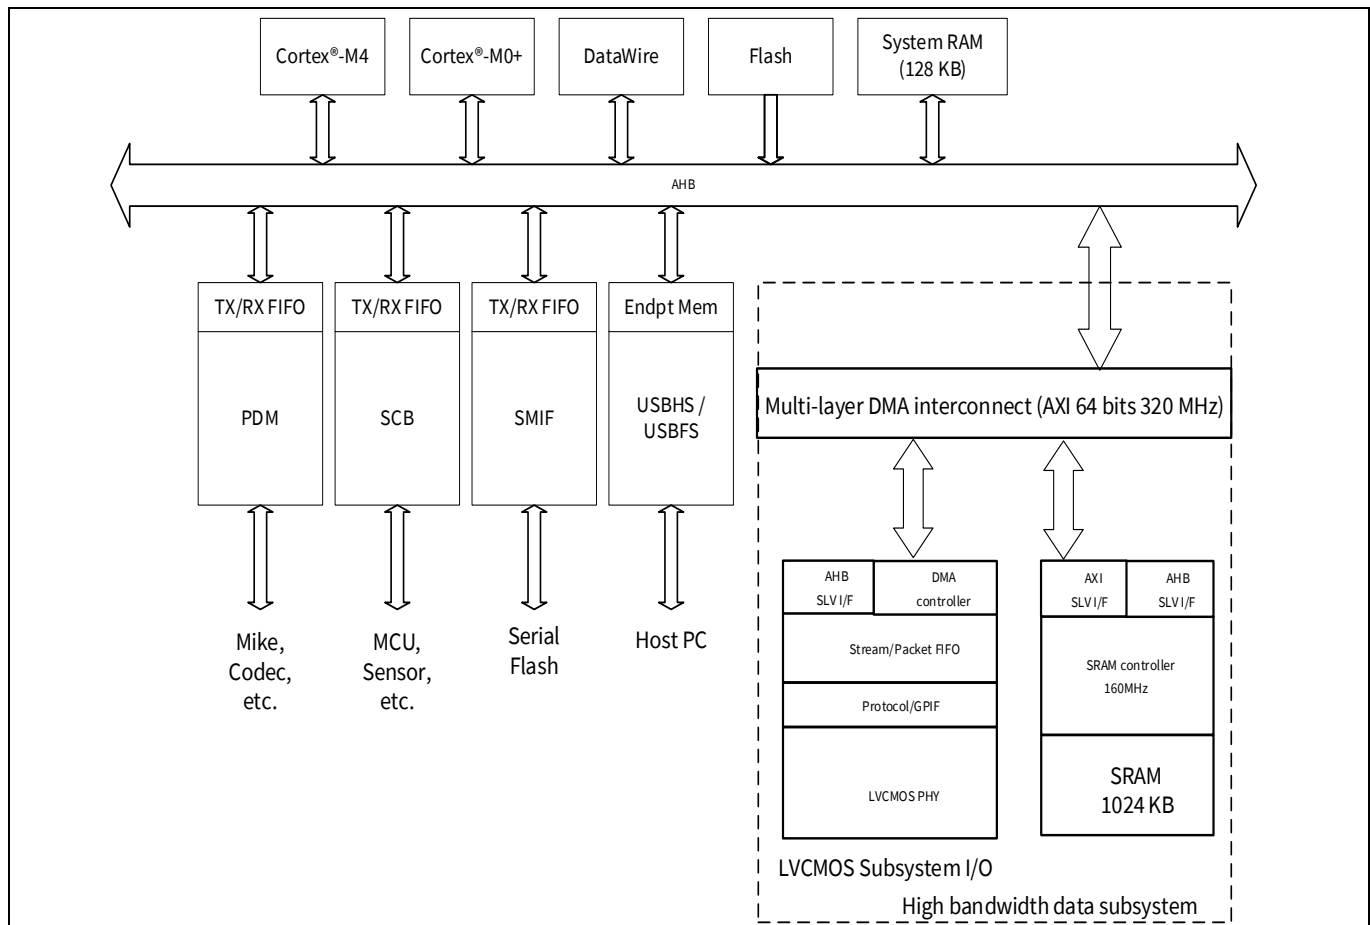 Cortex®-M4
Cortex®-M0+
DataWire
Flash
System RAM
(128 KB)
AHB
TX/RX FIFO
TX/RX FIFO
TX/RX FIFO
Endpt Mem
PDM
SCB
SMIF
USBHS /
USBFS
Multi-layer DMA interconnect (AXI 64 bits 320 MHz)
Mike,
Codec,
etc.
MCU,
Sensor,
etc.
Serial
Flash
Host PC
AHB
SLV I/F
DMA
controller
Stream/Packet FIFO
Protocol/GPIF
LVCMOS PHY
LVCMOS Subsystem I/O
AXI
SLV I/F
AHB
SLV I/F
SRAM controller
160MHz
SRAM
1024 KB
High bandwidth data subsystem